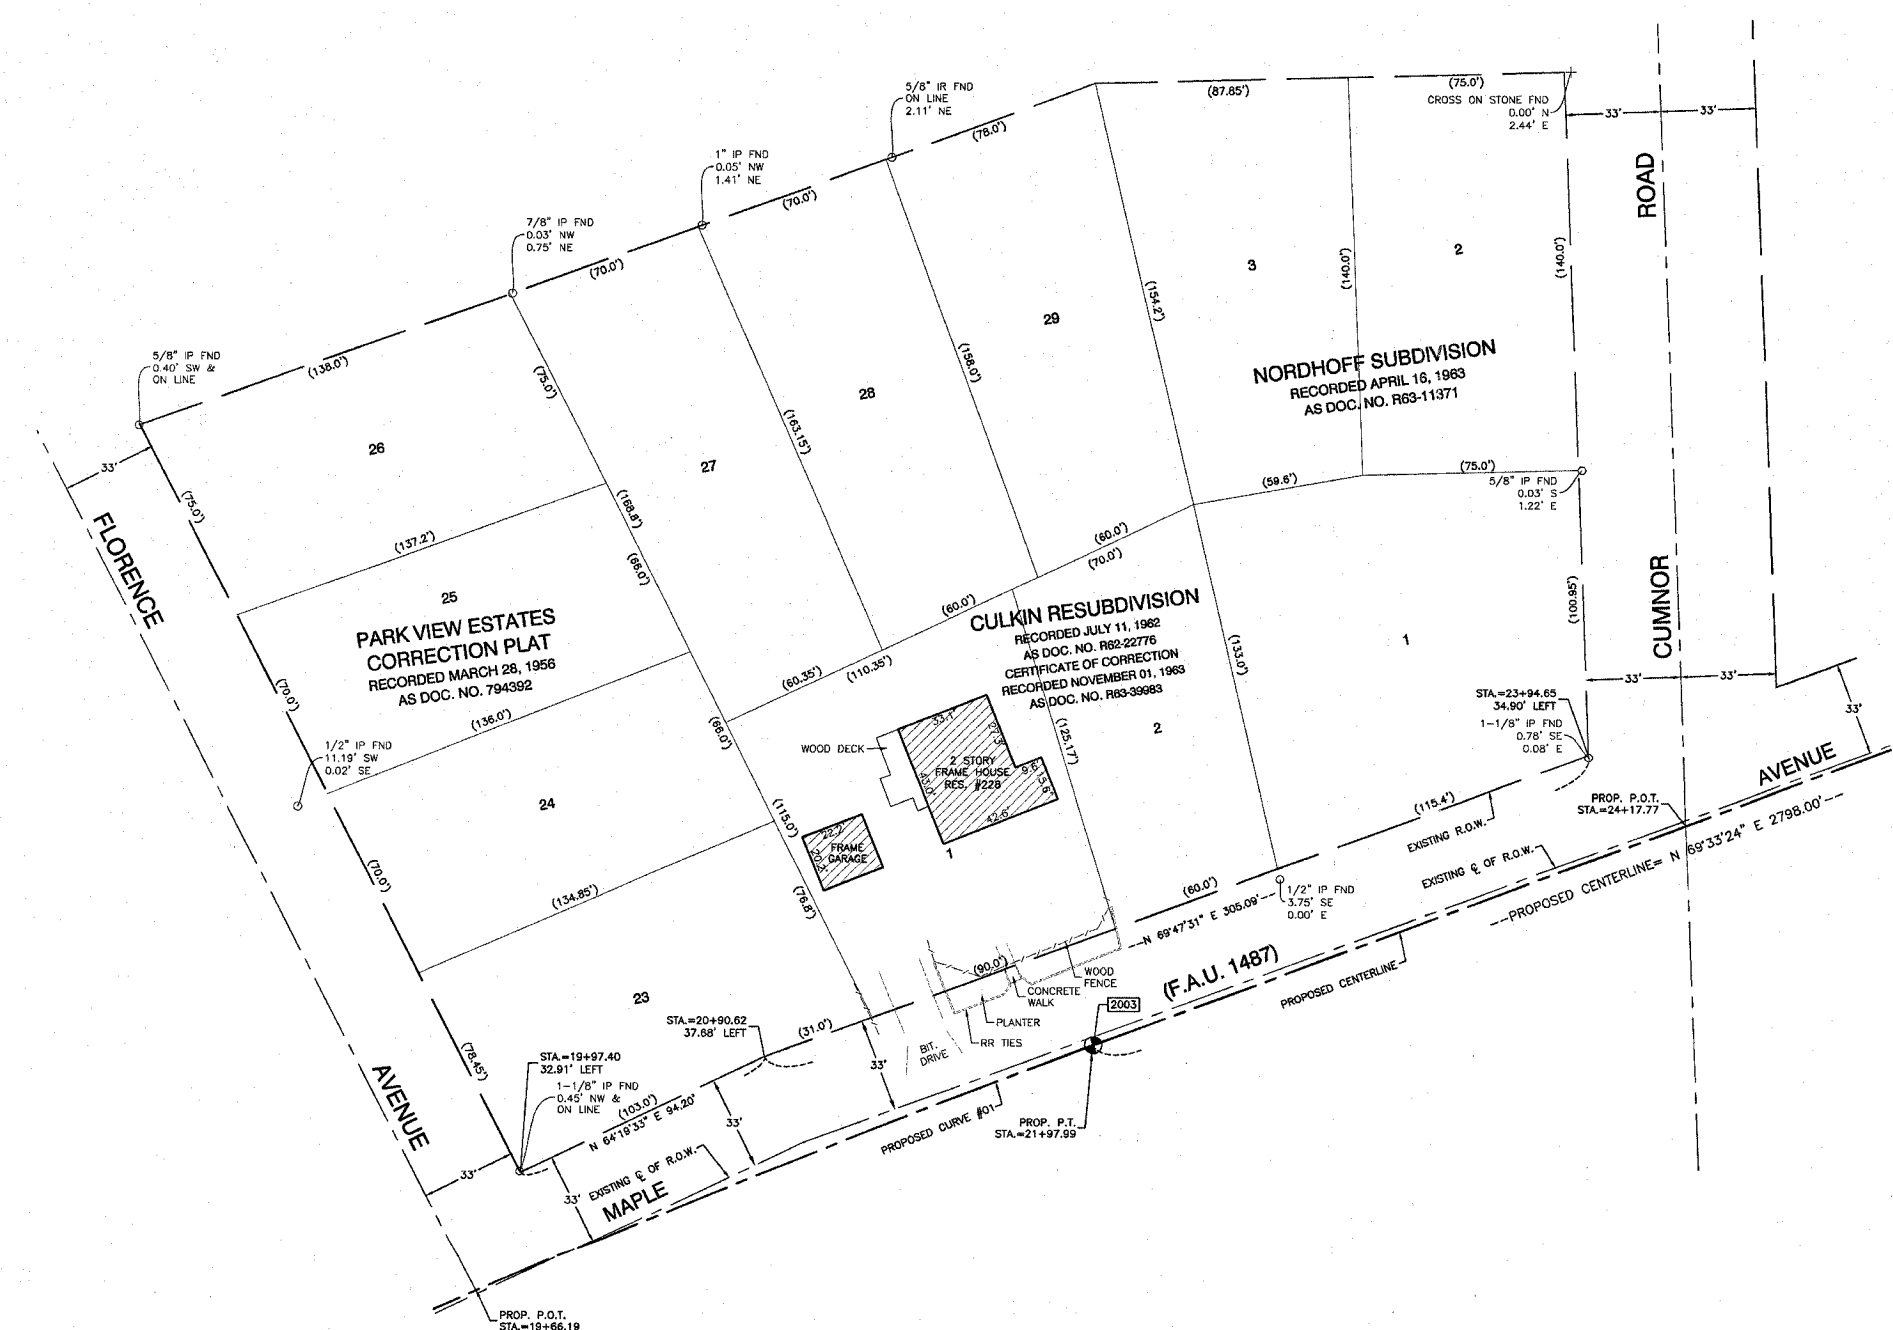 5/8" IR FND
ON LINE
2.11' NE
(78.0')
(87.85')
(75.0')
CROSS ON STONE FND
0.00' N
2.44' E
33'
33'
1" IP FND
0.05' NW
1.41' NE
(70.0')
7/8" IP FND
0.03' NW
0.75' NE
(70.0')
ROAD
5/8" IP FND
0.40' SW &
ON LINE
(138.0')
(75.0')
(163.15')
(158.0')
(154.2')
(140.0')
(140.0')
26
27
28
29
3
2
NORDHOFF SUBDIVISION
RECORDED APRIL 16, 1963
AS DOC. NO. R63-11371
33'
(75.0')
(137.2')
(168.8')
(66.0')
(59.6')
(75.0')
5/8" IP FND
0.03' S
1.22' E
(60.0')
(70.0')
FLORENCE
25
PARK VIEW ESTATES
CORRECTION PLAT
RECORDED MARCH 28, 1956
AS DOC. NO. 794392
(60.0')
CULKIN RESUBDIVISION
RECORDED JULY 11, 1962
AS DOC. NO. R62-22776
CERTIFICATE OF CORRECTION
RECORDED NOVEMBER 01, 1963
AS DOC. NO. R63-39983
(133.0')
1
(100.95')
CUMNOR
(70.0')
(136.0')
(66.0')
(60.35')
(110.35')
(125.17')
2
STA.=23+94.65
34.90' LEFT
1-1/8" IP FND
0.78' SE
0.08' E
33'
33'
33'
1/2" IP FND
11.19' SW
0.02' SE
24
WOOD DECK
33.1'
27.3'
2 STORY
FRAME HOUSE
RES. #228
9.6'
15.6'
43.0'
42.6'
1
(115.0')
22.2'
20.2'
FRAME
GARAGE
(115.4')
EXISTING R.O.W.
PROP. P.O.T.
STA.=24+17.77
AVENUE
EXISTING ℄ OF R.O.W.
PROPOSED CENTERLINE= N 69°33'24" E 2798.00'
(70.0')
(134.85')
(76.8')
(60.0')
N 69°47'31" E 305.09'
1/2" IP FND
3.75' SE
0.00' E
23
(90.0')
WOOD
FENCE
CONCRETE
WALK
PLANTER
RR TIES
BIT.
DRIVE
2003
(F.A.U. 1487)
PROPOSED CENTERLINE
STA.=20+90.62
37.68' LEFT
(31.0')
33'
(78.45')
AVENUE
STA.=19+97.40
32.91' LEFT
1-1/8" IP FND
0.45' NW &
ON LINE
(103.0')
N 64°19'33" E 94.20'
33'
PROPOSED CURVE #01
PROP. P.T.
STA.=21+97.99
33'
33'
EXISTING ℄ OF R.O.W.
MAPLE
PROP. P.O.T.
STA.=19+66.19